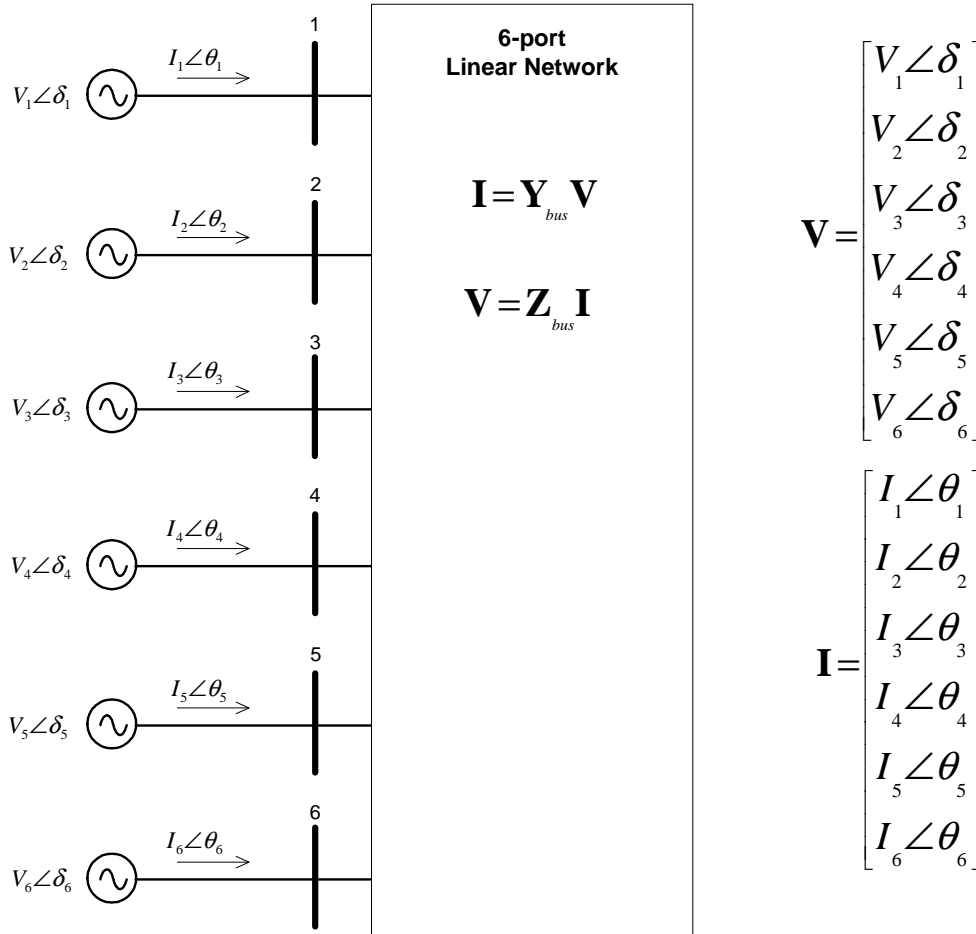 1
6-port
Linear Network
I₁∠θ₁
V₁∠δ₁
2
I₂∠θ₂
V₂∠δ₂
3
I₃∠θ₃
V₃∠δ₃
4
I₄∠θ₄
V₄∠δ₄
5
I₅∠θ₅
V₅∠δ₅
6
I₆∠θ₆
V₆∠δ₆
I = Y_bus V
V = Z_bus I
V =
V₁∠δ₁
V₂∠δ₂
V₃∠δ₃
V₄∠δ₄
V₅∠δ₅
V₆∠δ₆
I =
I₁∠θ₁
I₂∠θ₂
I₃∠θ₃
I₄∠θ₄
I₅∠θ₅
I₆∠θ₆